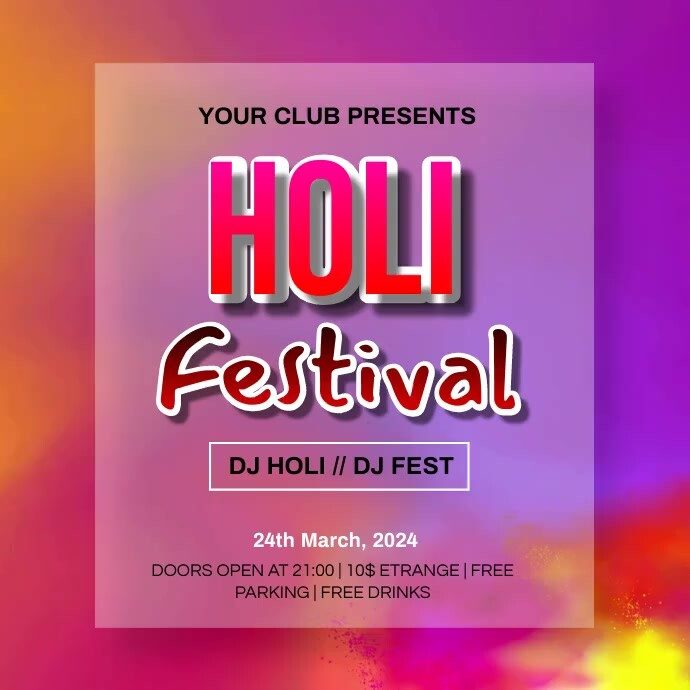 YOUR CLUB PRESENTS
HOLI
Festival
DJ HOLI // DJ FEST
24th March, 2024
DOORS OPEN AT 21:00 | 10$ ETRANGE | FREE
PARKING | FREE DRINKS